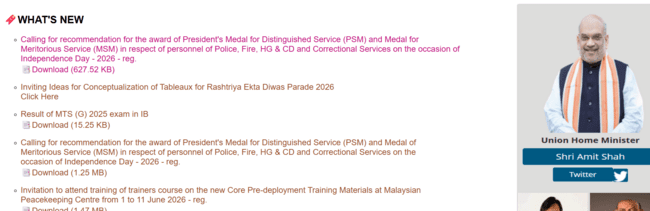 WHAT'S NEW
Calling for recommendation for the award of President's Medal for Distinguished Service (PSM) and Medal for
Meritorious Service (MSM) in respect of personnel of Police, Fire, HG & CD and Correctional Services on the occasion of
Independence Day - 2026 - reg.
Download (627.52 KB)
Inviting Ideas for Conceptualization of Tableaux for Rashtriya Ekta Diwas Parade 2026
Click Here
Result of MTS (G) 2025 exam in IB
Download (15.25 KB)
Calling for recommendation for the award of President's Medal for Distinguished Service (PSM) and Medal of
Meritorious Service (MSM) in respect of personnel of Police, Fire, HG & CD and Correctional Services on the
occasion of Independence Day - 2026 - reg.
Download (1.25 MB)
Invitation to attend training of trainers course on the new Core Pre-deployment Training Materials at Malaysian
Peacekeeping Centre from 1 to 11 June 2026 - reg.
Download (1.47 MB)
Union Home Minister
Shri Amit Shah
Twitter